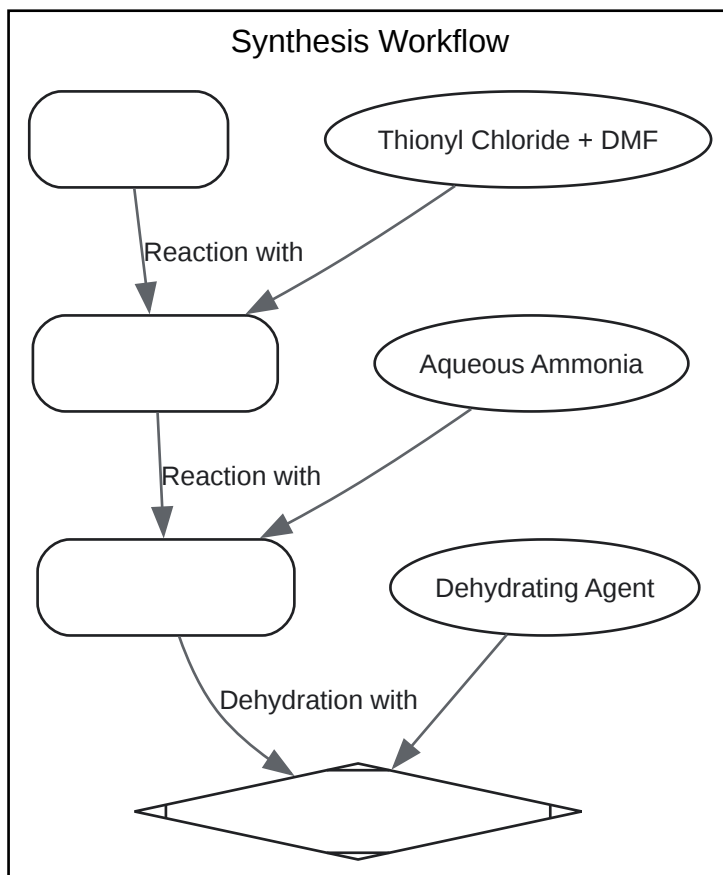 Synthesis Workflow
Thionyl Chloride + DMF
Reaction with
Aqueous Ammonia
Reaction with
Dehydrating Agent
Dehydration with